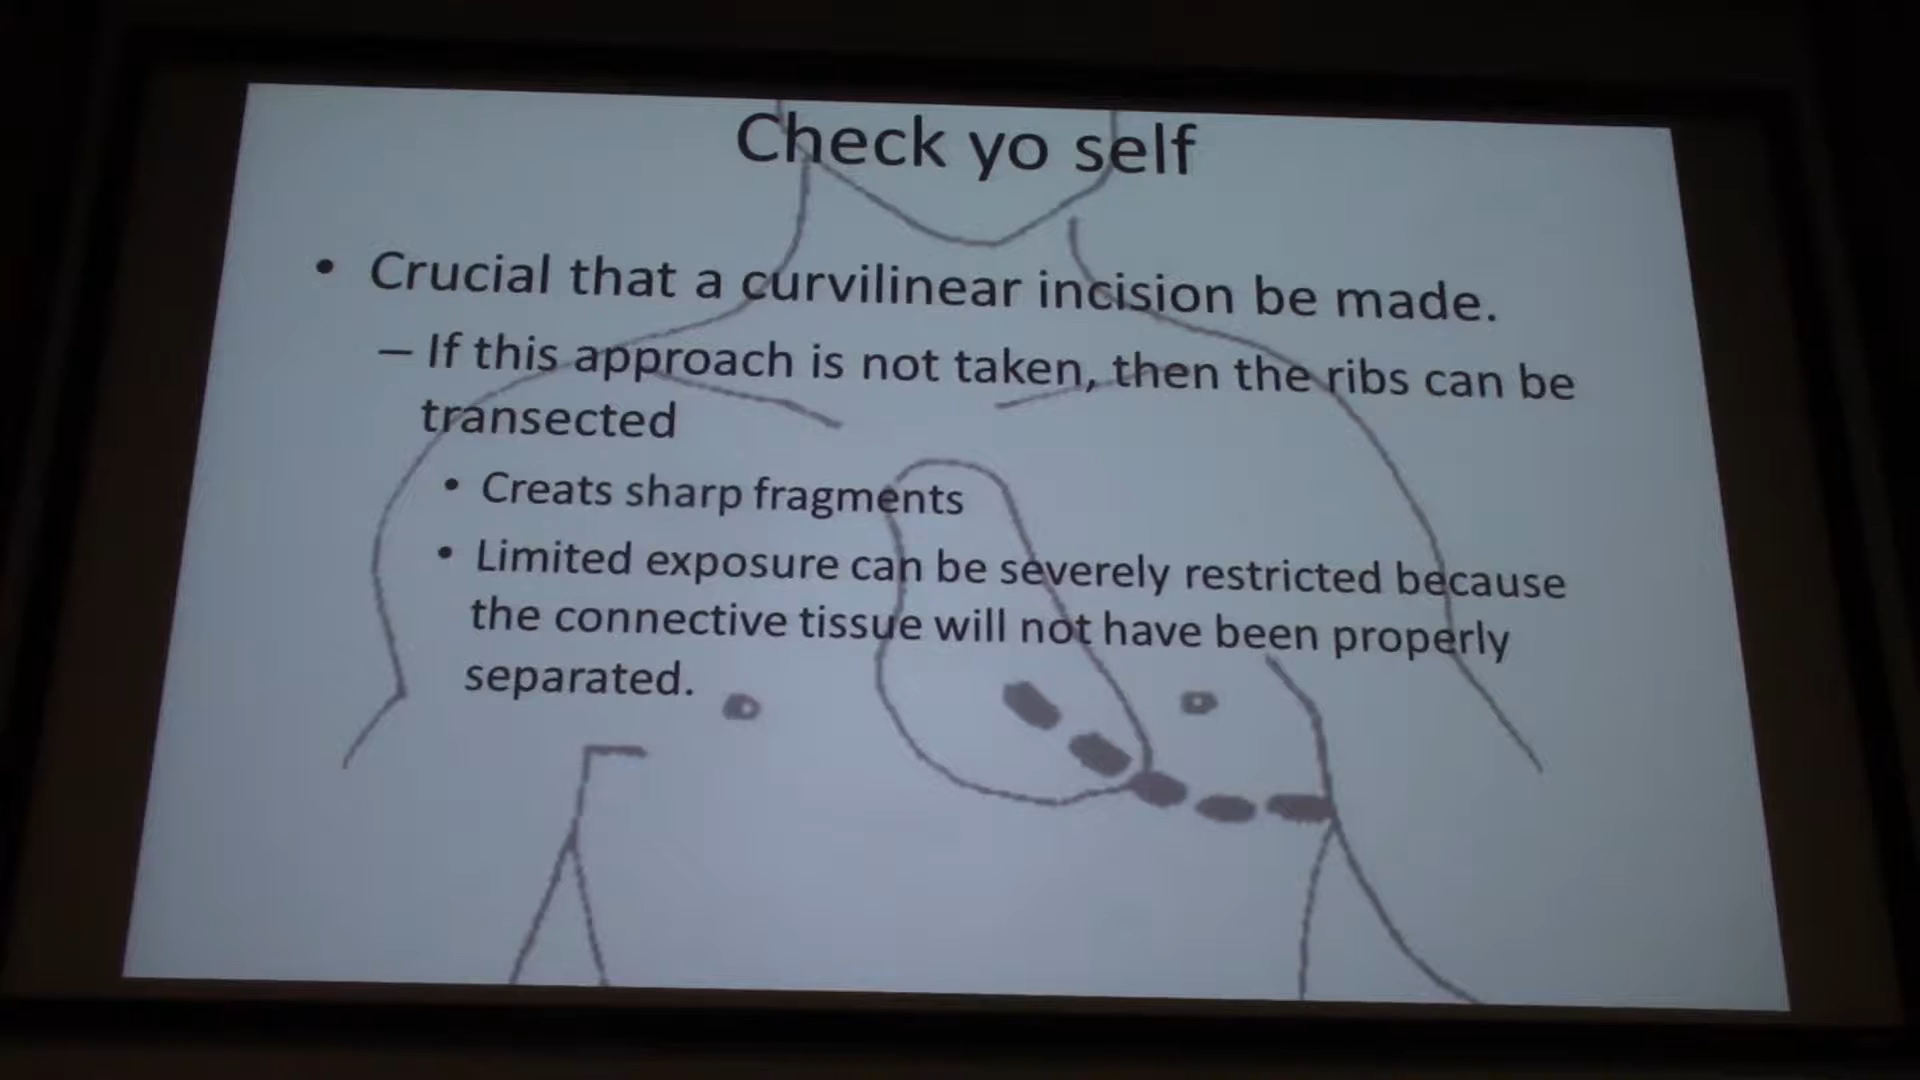 Check yo self
• Crucial that a curvilinear incision be made.
– If this approach is not taken, then the ribs can be
transected
• Creats sharp fragments
• Limited exposure can be severely restricted because
the connective tissue will not have been properly
separated.